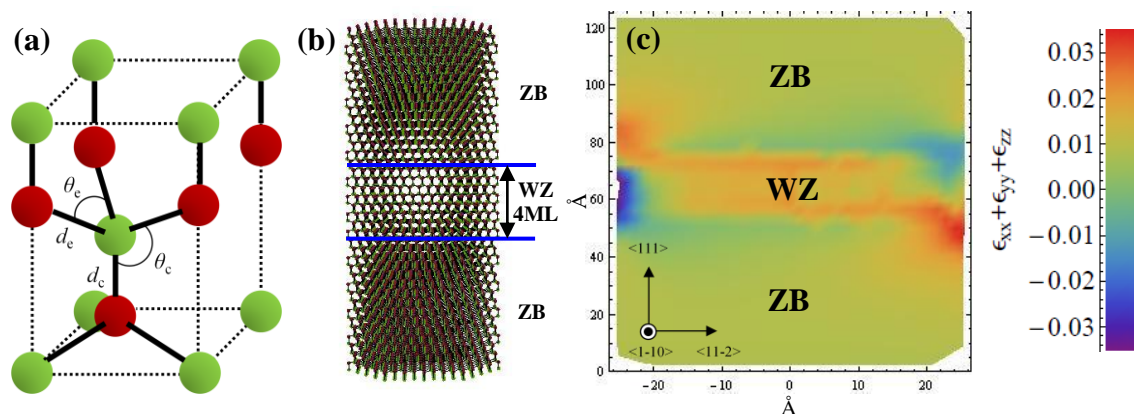 (a)
θe
de
θc
dc
(b)
ZB
WZ
4ML
ZB
(c)
120
100
80
60
40
20
0
Å
ZB
WZ
ZB
<111>
<1-10>
<11-2>
−20
−10
0
10
20
Å
ϵxx+ϵyy+ϵzz
0.03
0.02
0.01
0.00
−0.01
−0.02
−0.03